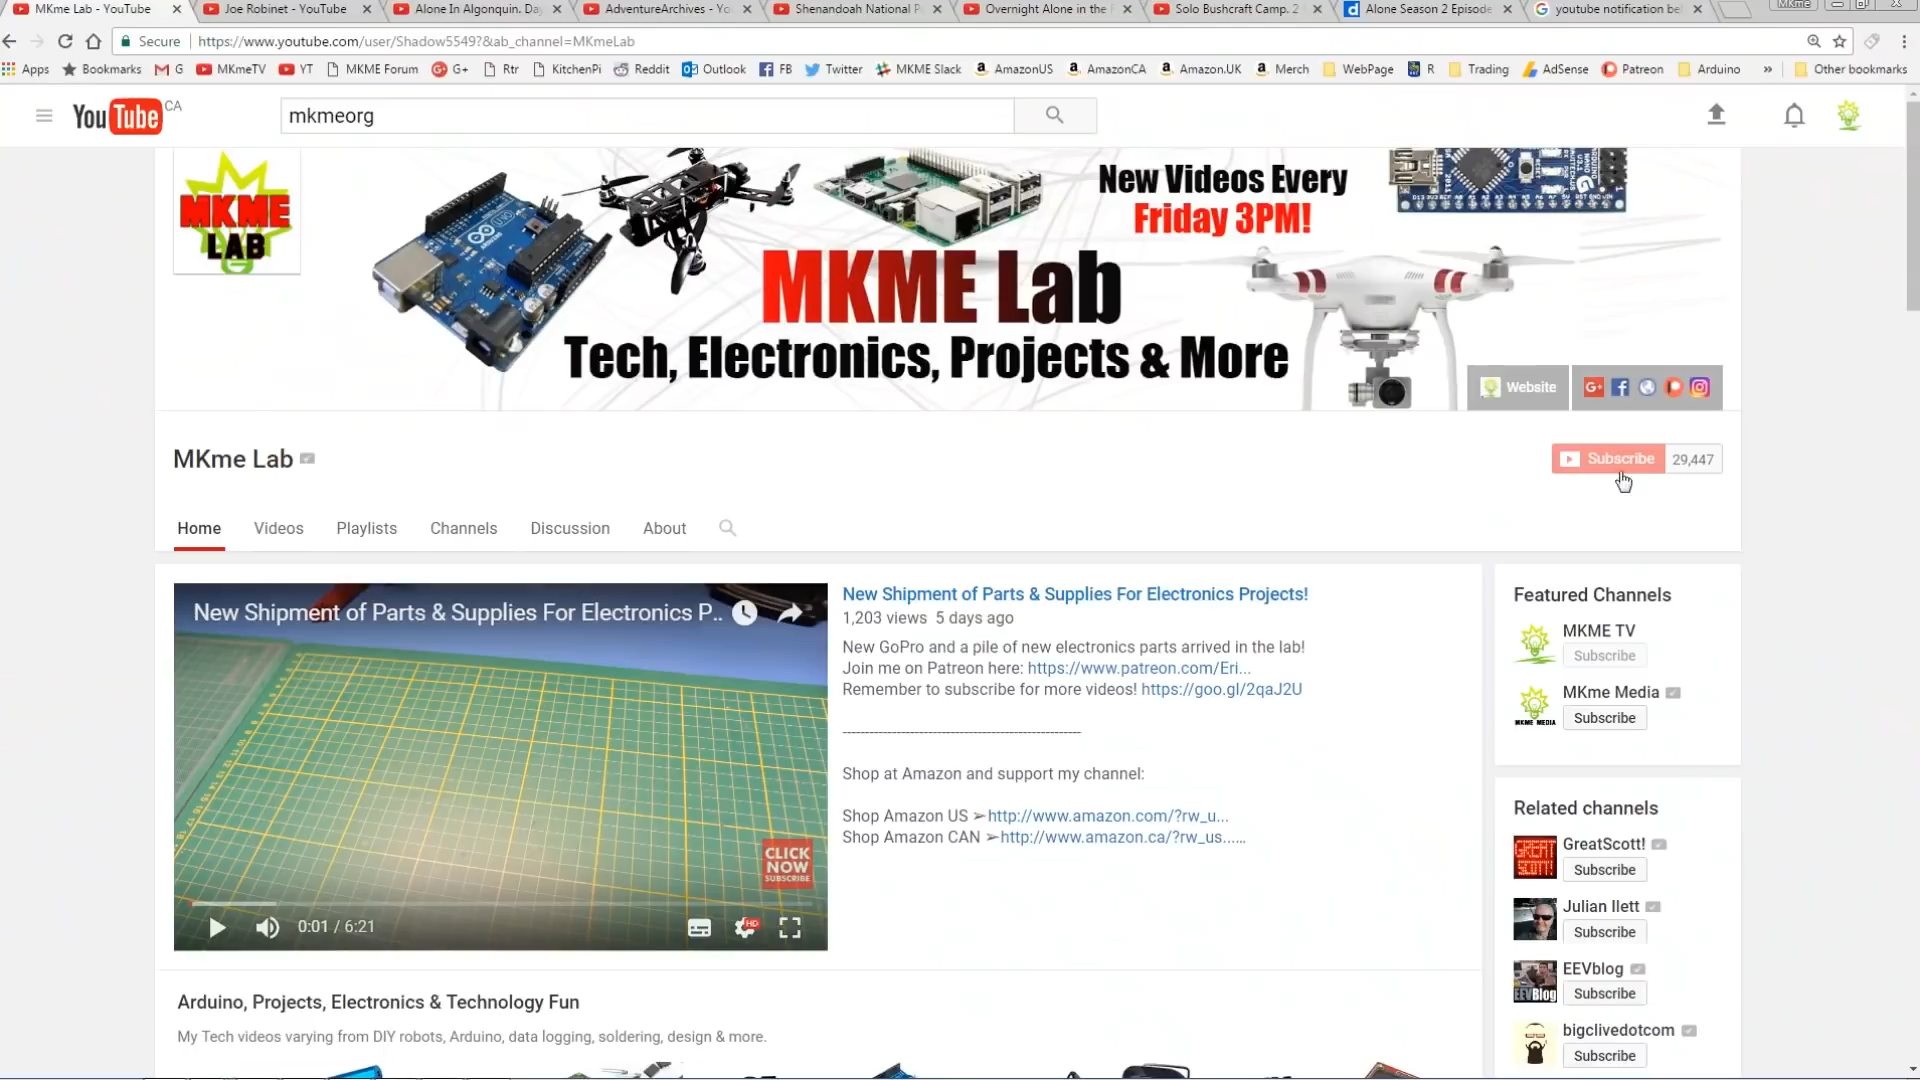 MKme Lab - YouTube
Joe Robinet - YouTube
Alone In Algonquin. Da
AdventureArchives - Yo
Shenandoah National P
Overnight Alone in the
Solo Bushcraft Camp. 2
Alone Season 2 Episode
youtube notification be
MKme
Secure
https://www.youtube.com/user/Shadow5549?&ab_channel=MKmeLab
Apps
Bookmarks
G
MKmeTV
YT
MKME Forum
G+
Rtr
KitchenPi
Reddit
Outlook
FB
Twitter
MKME Slack
AmazonUS
AmazonCA
Amazon.UK
Merch
WebPage
R
Trading
AdSense
Patreon
Arduino
»
Other bookmarks
YouTube CA
mkmeorg
MKME
LAB
New Videos Every
Friday 3PM!
MKME Lab
Tech, Electronics, Projects & More
Website
MKme Lab
Subscribe 29,447
Home
Videos
Playlists
Channels
Discussion
About
New Shipment of Parts & Supplies For Electronics P...
CLICK
NOW
SUBSCRIBE
0:01 / 6:21
HD
New Shipment of Parts & Supplies For Electronics Projects!
1,203 views 5 days ago
New GoPro and a pile of new electronics parts arrived in the lab!
Join me on Patreon here: https://www.patreon.com/Eri...
Remember to subscribe for more videos! https://goo.gl/2qaJ2U
----------------------------------------------------
Shop at Amazon and support my channel:
Shop Amazon US ➢http://www.amazon.com/?rw_u...
Shop Amazon CAN ➢http://www.amazon.ca/?rw_us......
Arduino, Projects, Electronics & Technology Fun
My Tech videos varying from DIY robots, Arduino, data logging, soldering, design & more.
Featured Channels
MKME TV
Subscribe
MKME MEDIA
MKme Media
Subscribe
Related channels
GREAT
SCOTT!
GreatScott!
Subscribe
Julian Ilett
Subscribe
EEVBlog
EEVblog
Subscribe
bigclivedotcom
Subscribe